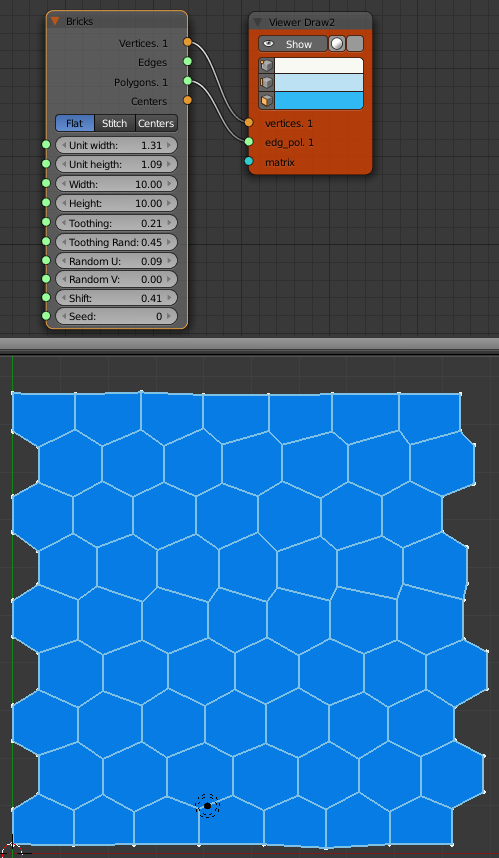 Bricks
Vertices. 1
Edges
Polygons. 1
Centers
Flat Stitch Centers
Unit width: 1.31
Unit heigth: 1.09
Width: 10.00
Height: 10.00
Toothing: 0.21
Toothing Rand: 0.45
Random U: 0.09
Random V: 0.00
Shift: 0.41
Seed: 0
Viewer Draw2
Show
vertices. 1
edg_pol. 1
matrix